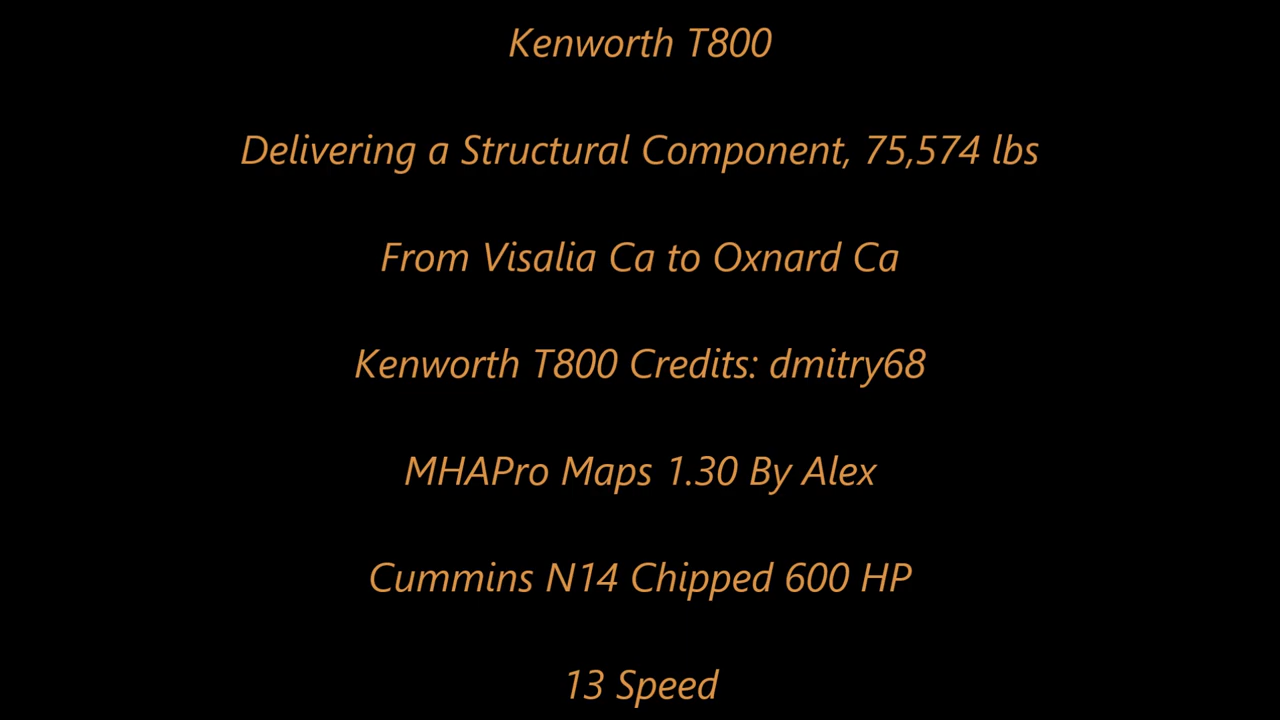 Kenworth T800
Delivering a Structural Component, 75,574 lbs
From Visalia Ca to Oxnard Ca
Kenworth T800 Credits: dmitry68
MHAPro Maps 1.30 By Alex
Cummins N14 Chipped 600 HP
13 Speed